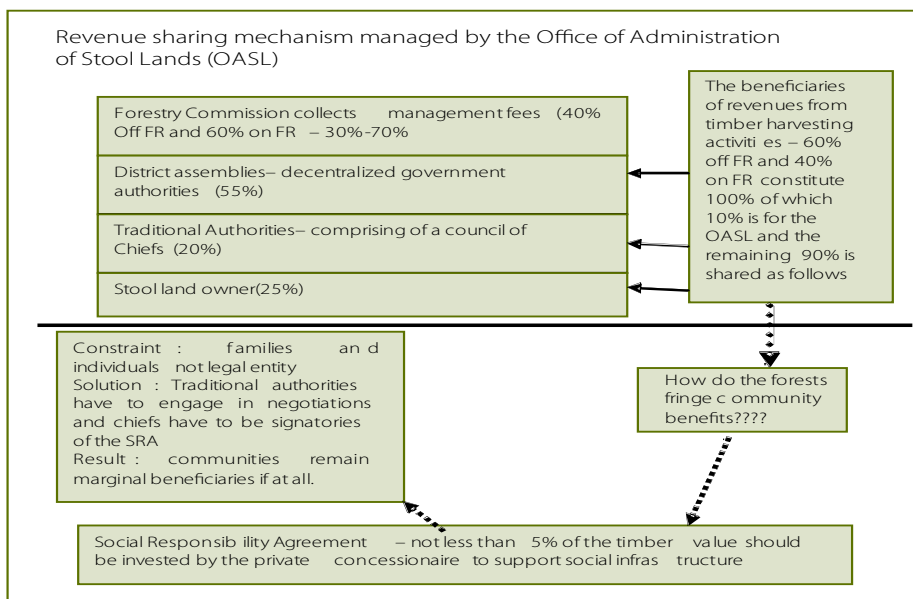 Revenue sharing mechanism managed by the Office of Administration
of Stool Lands (OASL)
Forestry Commission collects management fees (40%
Off FR and 60% on FR – 30%-70%
District assemblies– decentralized government
authorities (55%)
Traditional Authorities– comprising of a council of
Chiefs (20%)
Stool land owner(25%)
The beneficiaries
of revenues from
timber harvesting
activiti es – 60%
off FR and 40%
on FR constitute
100% of which
10% is for the
OASL and the
remaining 90% is
shared as follows
How do the forests
fringe c ommunity
benefits????
Constraint : families an d
individuals not legal entity
Solution : Traditional authorities
have to engage in negotiations
and chiefs have to be signatories
of the SRA
Result : communities remain
marginal beneficiaries if at all.
Social Responsib ility Agreement – not less than 5% of the timber value should
be invested by the private concessionaire to support social infras tructure